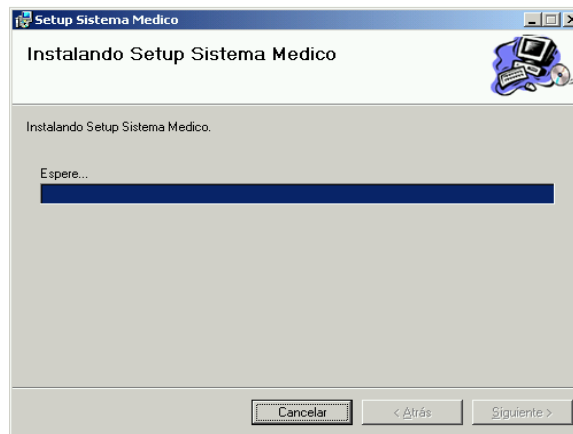 Setup Sistema Medico
Instalando Setup Sistema Medico
Instalando Setup Sistema Medico.
Espere...
Cancelar < Atrás Siguiente >